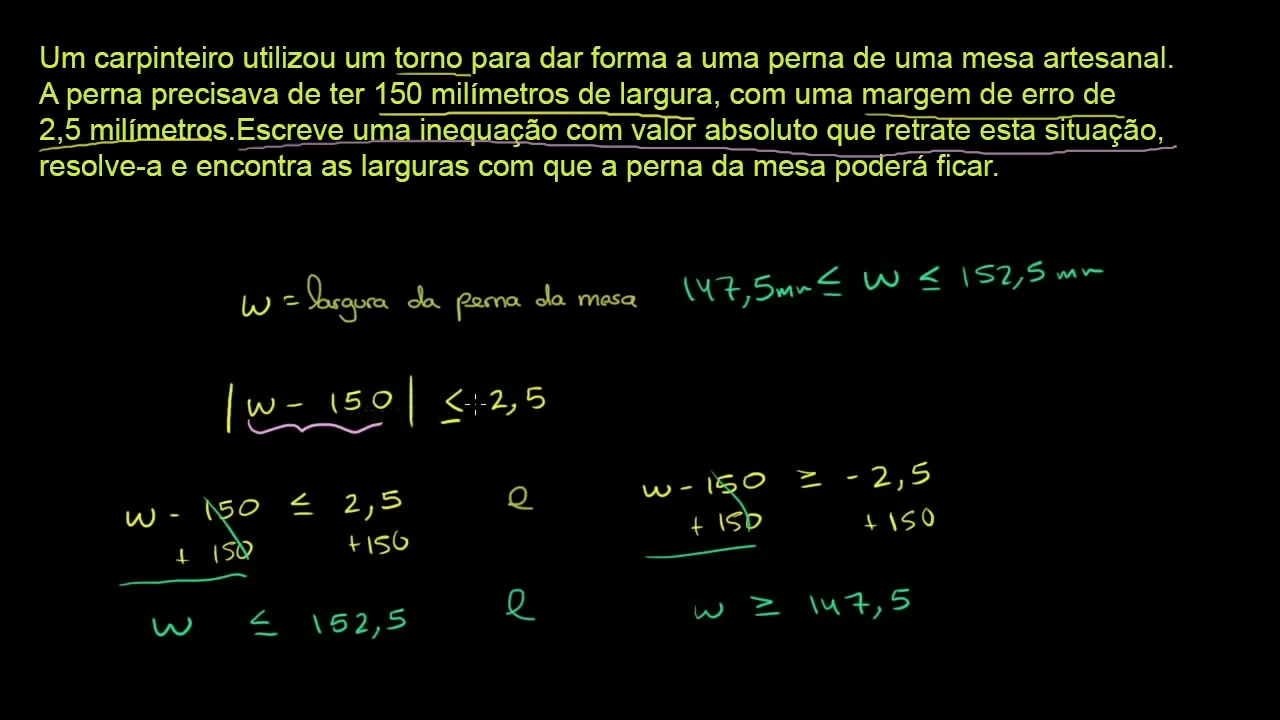 Um carpinteiro utilizou um torno para dar forma a uma perna de uma mesa artesanal.
A perna precisava de ter 150 milímetros de largura, com uma margem de erro de
2,5 milímetros.Escreve uma inequação com valor absoluto que retrate esta situação,
resolve-a e encontra as larguras com que a perna da mesa poderá ficar.
w = largura da perna da mesa 147,5mm ≤ w ≤ 152,5 mm
|w - 150| ≤ 2,5
w - 150 ≤ 2,5 e w - 150 ≥ -2,5
+ 150 +150 + 150 +150
w ≤ 152,5 e w ≥ 147,5